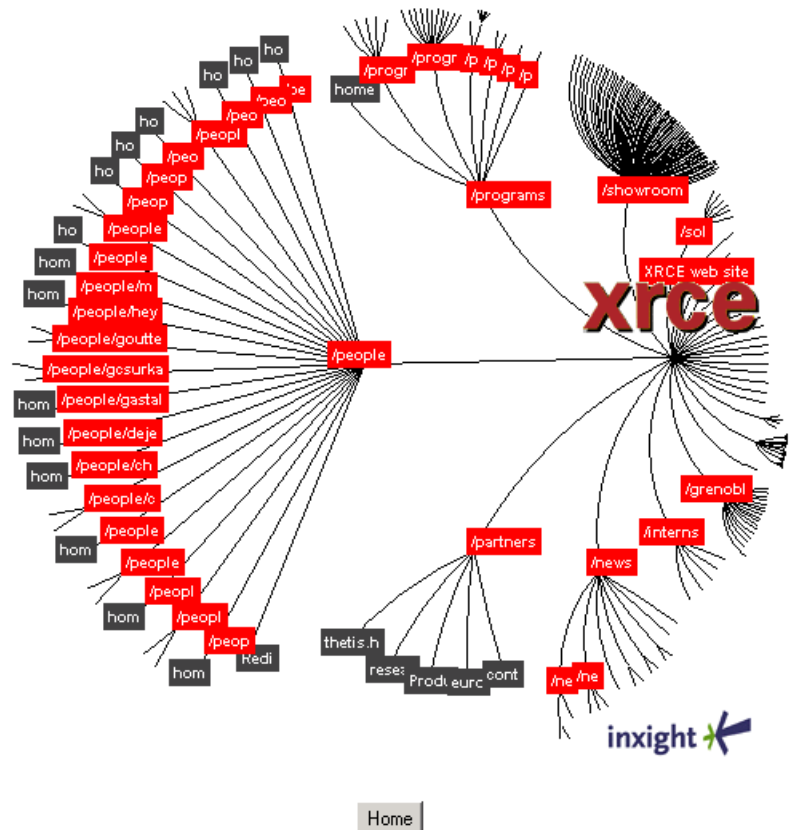 ho
ho
ho
/progr
/p
/p
/p
/p
home
/peo
/peo
ho
/peopl
ho
/peo
/showroom
ho
/peop
/programs
/peop
/people
/sol
ho
/people
hom
XRCE web site
/people/m
hom
/people/hey
xrce
/people/goutte
/people
/people/gcsurka
/people/gastal
hom
/people/deje
hom
/people/ch
hom
/grenobl
/people/c
/people
/interns
/partners
hom
/people
/news
/peopl
hom
/peopl
/peop
thetis.h
Redi
hom
cont
/ne
/ne
inxight
Home